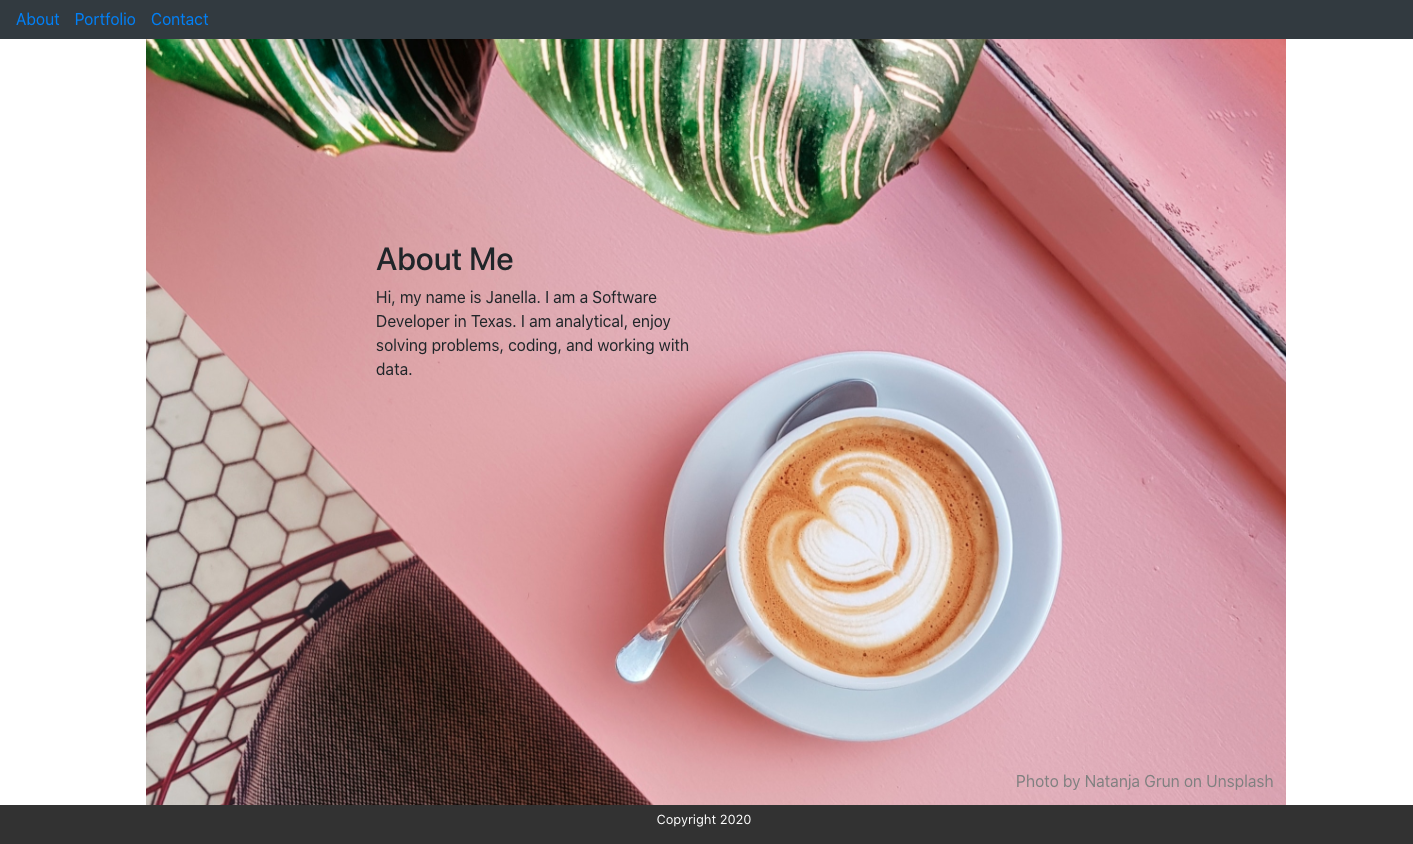 About Portfolio Contact
About Me
Hi, my name is Janella. I am a Software
Developer in Texas. I am analytical, enjoy
solving problems, coding, and working with
data.
Photo by Natanja Grun on Unsplash
Copyright 2020